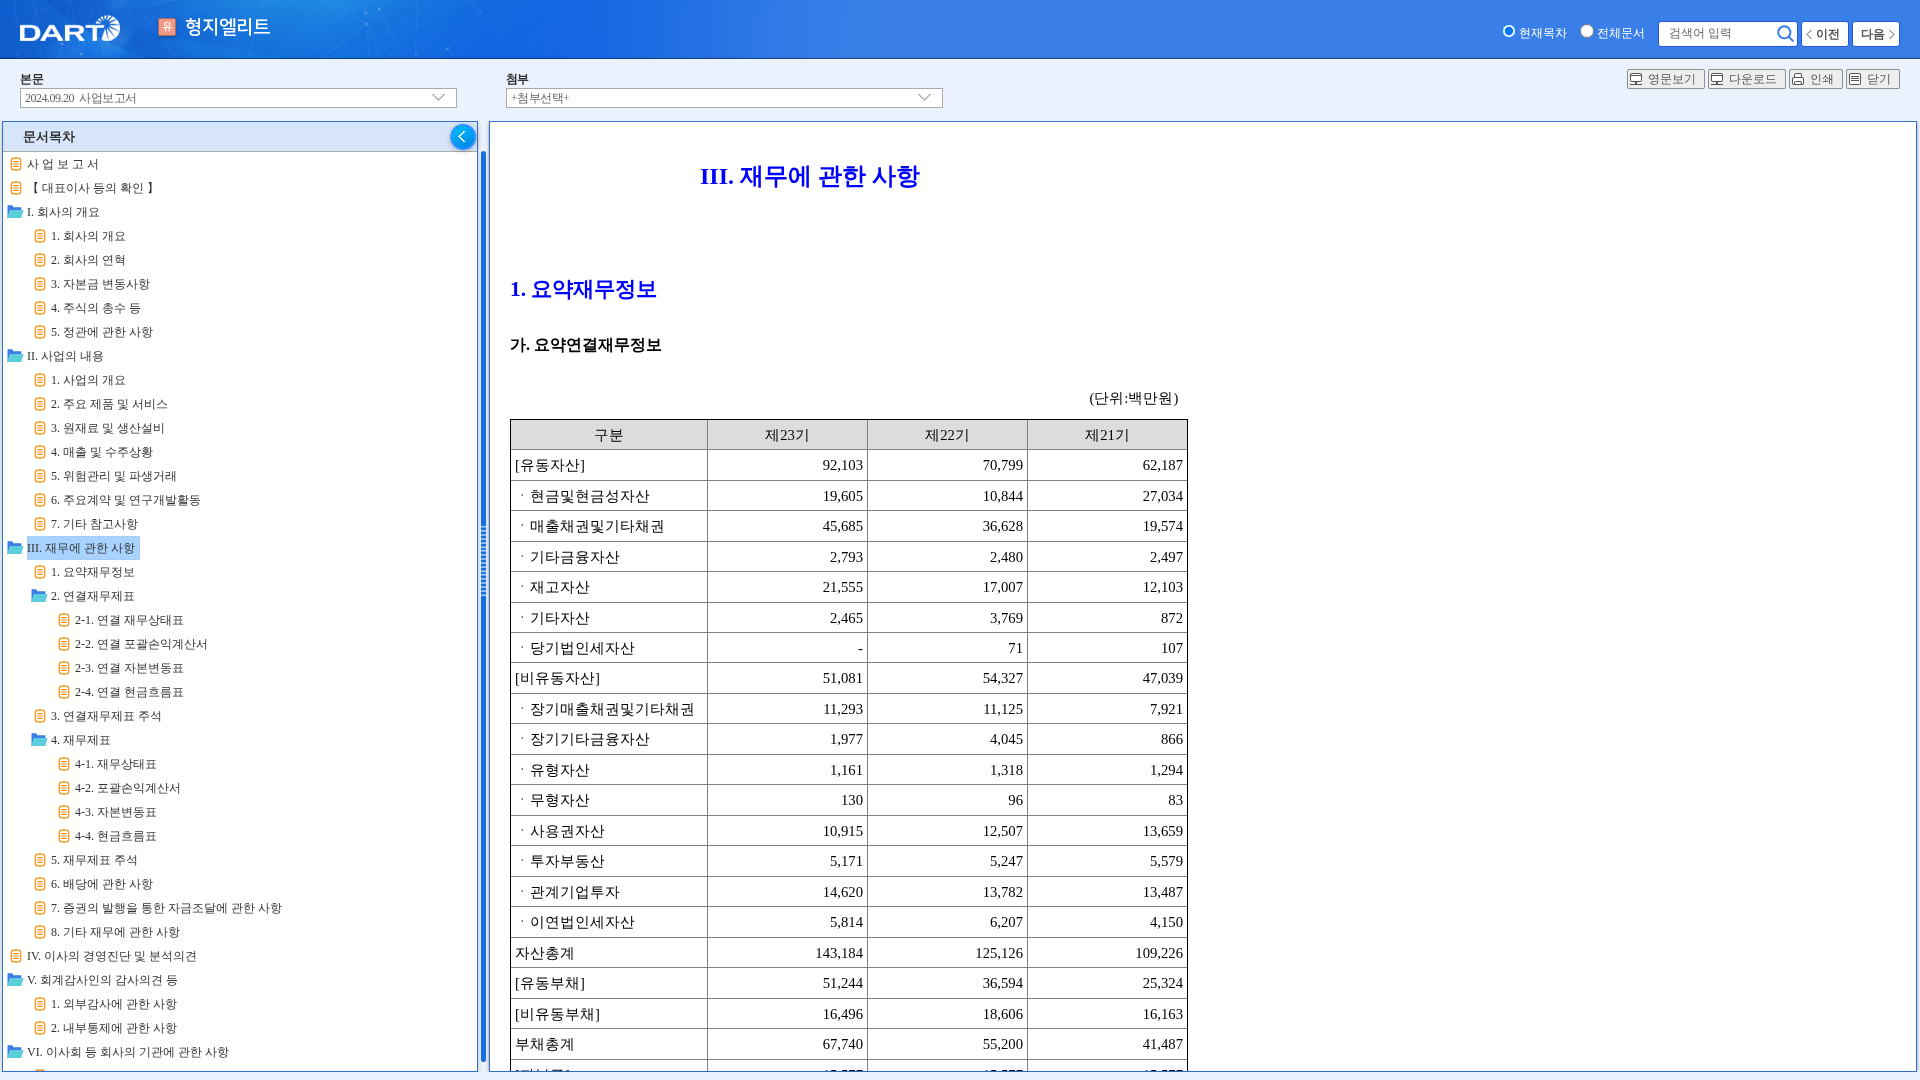 DART
유 형지엘리트
현재목차 전체문서 검색어 입력 이전 다음
본문
2024.09.20 사업보고서
첨부
+첨부선택+
영문보기 다운로드 인쇄 닫기
문서목차
사 업 보 고 서
【 대표이사 등의 확인 】
I. 회사의 개요
1. 회사의 개요
2. 회사의 연혁
3. 자본금 변동사항
4. 주식의 총수 등
5. 정관에 관한 사항
II. 사업의 내용
1. 사업의 개요
2. 주요 제품 및 서비스
3. 원재료 및 생산설비
4. 매출 및 수주상황
5. 위험관리 및 파생거래
6. 주요계약 및 연구개발활동
7. 기타 참고사항
III. 재무에 관한 사항
1. 요약재무정보
2. 연결재무제표
2-1. 연결 재무상태표
2-2. 연결 포괄손익계산서
2-3. 연결 자본변동표
2-4. 연결 현금흐름표
3. 연결재무제표 주석
4. 재무제표
4-1. 재무상태표
4-2. 포괄손익계산서
4-3. 자본변동표
4-4. 현금흐름표
5. 재무제표 주석
6. 배당에 관한 사항
7. 증권의 발행을 통한 자금조달에 관한 사항
8. 기타 재무에 관한 사항
IV. 이사의 경영진단 및 분석의견
V. 회계감사인의 감사의견 등
1. 외부감사에 관한 사항
2. 내부통제에 관한 사항
VI. 이사회 등 회사의 기관에 관한 사항
III. 재무에 관한 사항
1. 요약재무정보
가. 요약연결재무정보
(단위:백만원)
구분 제23기 제22기 제21기
[유동자산] 92,103 70,799 62,187
ㆍ현금및현금성자산 19,605 10,844 27,034
ㆍ매출채권및기타채권 45,685 36,628 19,574
ㆍ기타금융자산 2,793 2,480 2,497
ㆍ재고자산 21,555 17,007 12,103
ㆍ기타자산 2,465 3,769 872
ㆍ당기법인세자산 - 71 107
[비유동자산] 51,081 54,327 47,039
ㆍ장기매출채권및기타채권 11,293 11,125 7,921
ㆍ장기기타금융자산 1,977 4,045 866
ㆍ유형자산 1,161 1,318 1,294
ㆍ무형자산 130 96 83
ㆍ사용권자산 10,915 12,507 13,659
ㆍ투자부동산 5,171 5,247 5,579
ㆍ관계기업투자 14,620 13,782 13,487
ㆍ이연법인세자산 5,814 6,207 4,150
자산총계 143,184 125,126 109,226
[유동부채] 51,244 36,594 25,324
[비유동부채] 16,496 18,606 16,163
부채총계 67,740 55,200 41,487